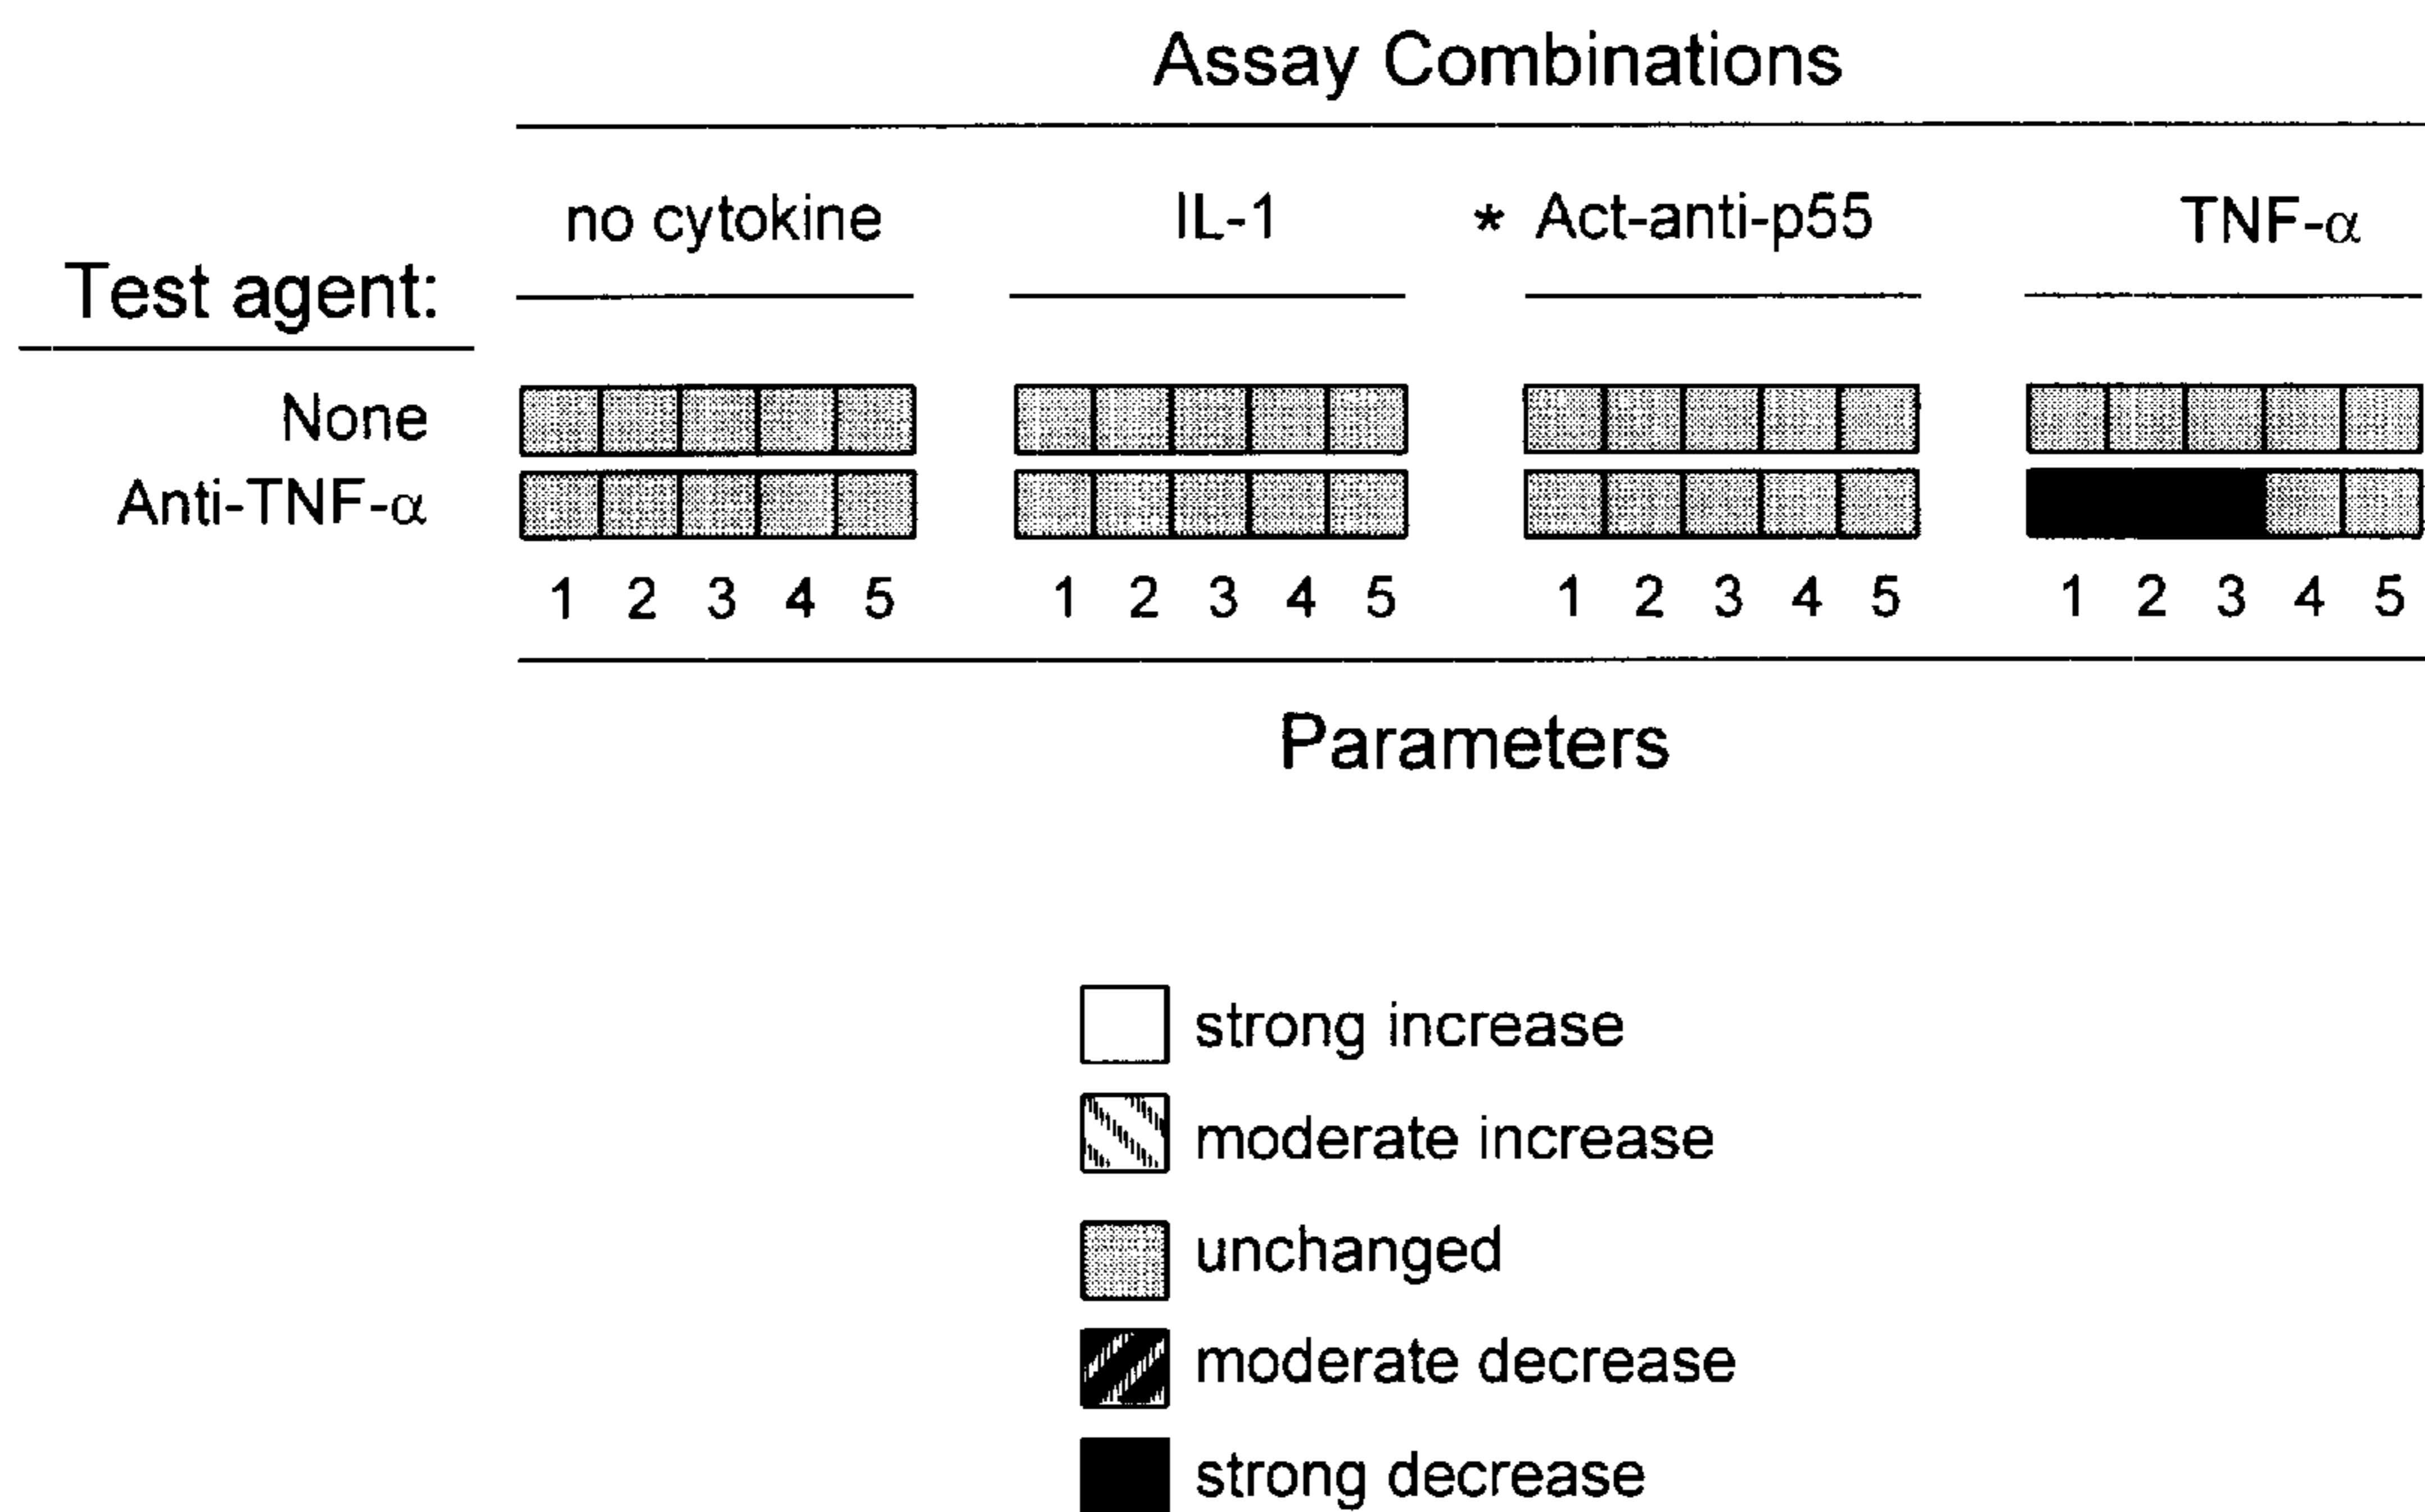 Assay Combinations
no cytokine IL-1 * Act-anti-p55 TNF-α
Test agent:
None
Anti-TNF-α
1 2 3 4 5 1 2 3 4 5 1 2 3 4 5 1 2 3 4 5
Parameters
strong increase
moderate increase
unchanged
moderate decrease
strong decrease